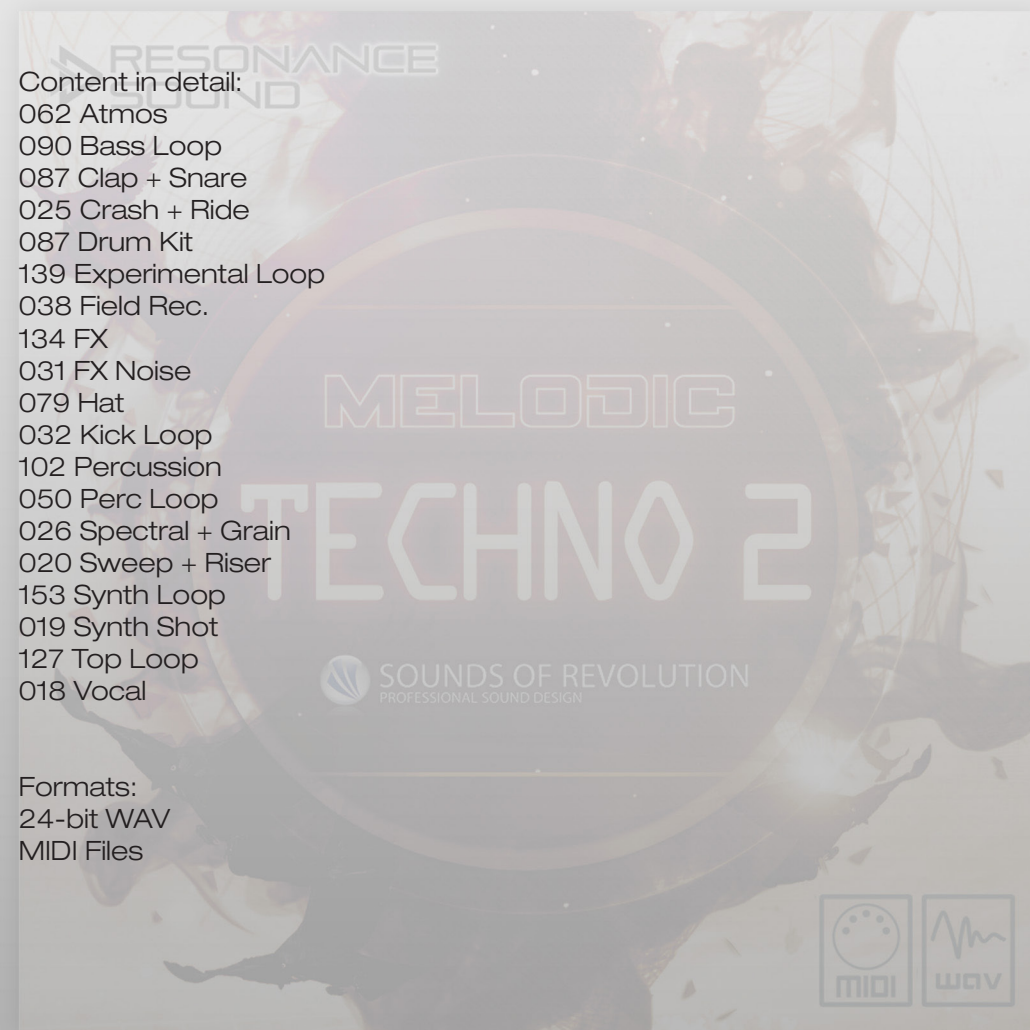 RESONANCE
SOUND
Content in detail:
062 Atmos
090 Bass Loop
087 Clap + Snare
025 Crash + Ride
087 Drum Kit
139 Experimental Loop
038 Field Rec.
134 FX
031 FX Noise
079 Hat
032 Kick Loop
102 Percussion
050 Perc Loop
026 Spectral + Grain
020 Sweep + Riser
153 Synth Loop
019 Synth Shot
127 Top Loop
018 Vocal
Formats:
24-bit WAV
MIDI Files
MELODIC
TECHNO 2
SOUNDS OF REVOLUTION
PROFESSIONAL SOUND DESIGN
MIDI
WAV